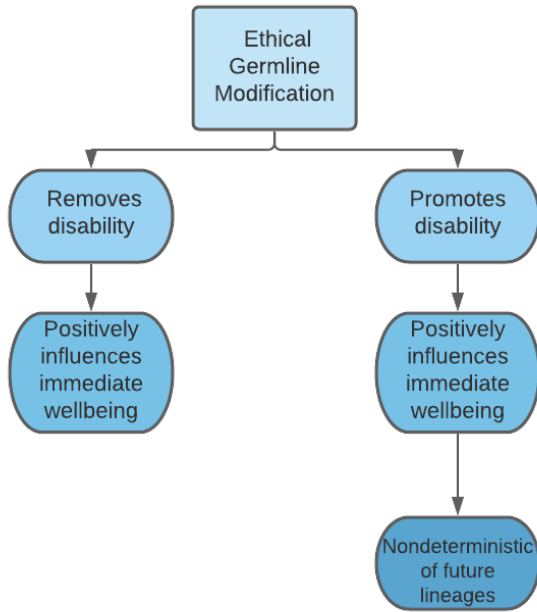 Ethical
Germline
Modification
Removes
disability
Promotes
disability
Positively
influences
immediate
wellbeing
Positively
influences
immediate
wellbeing
Nondeterministic
of future
lineages